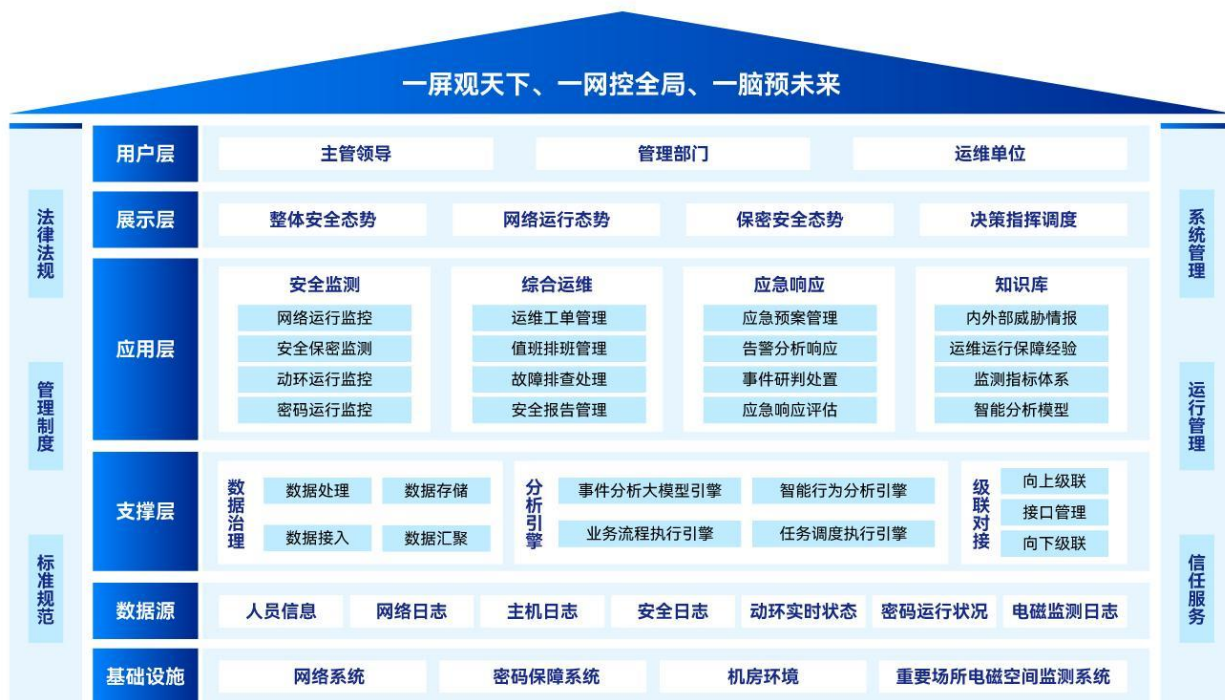 一屏观天下、一网控全局、一脑预未来
法律法规
管理制度
标准规范
用户层
主管领导
管理部门
运维单位
展示层
整体安全态势
网络运行态势
保密安全态势
决策指挥调度
应用层
安全监测
网络运行监控
安全保密监测
动环运行监控
密码运行监控
综合运维
运维工单管理
值班排班管理
故障排查处理
安全报告管理
应急响应
应急预案管理
告警分析响应
事件研判处置
应急响应评估
知识库
内外部威胁情报
运维运行保障经验
监测指标体系
智能分析模型
支撑层
数据治理
数据处理
数据存储
数据接入
数据汇聚
分析引擎
事件分析大模型引擎
智能行为分析引擎
业务流程执行引擎
任务调度执行引擎
级联对接
向上级联
接口管理
向下级联
数据源
人员信息
网络日志
主机日志
安全日志
动环实时状态
密码运行状况
电磁监测日志
基础设施
网络系统
密码保障系统
机房环境
重要场所电磁空间监测系统
系统管理
运行管理
信任服务